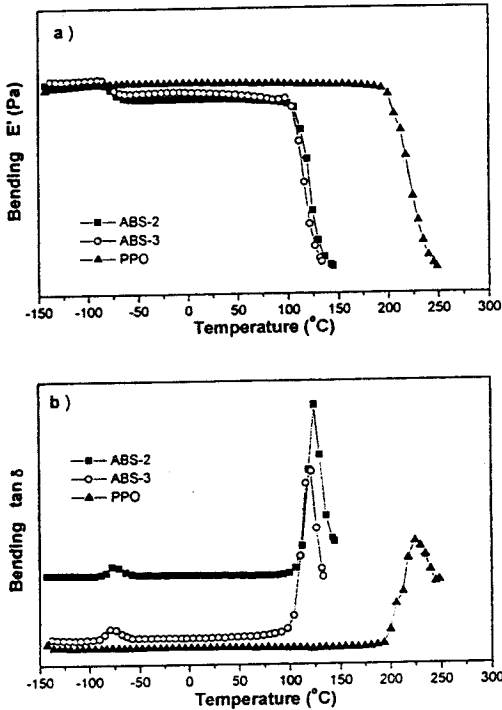 a )
Bending E' (Pa)
ABS-2
ABS-3
PPO
-150 -100 -50 0 50 100 150 200 250 300
Temperature (°C)
b )
Bending tan δ
ABS-2
ABS-3
PPO
-150 -100 -50 0 50 100 150 200 250 300
Temperature (°C)